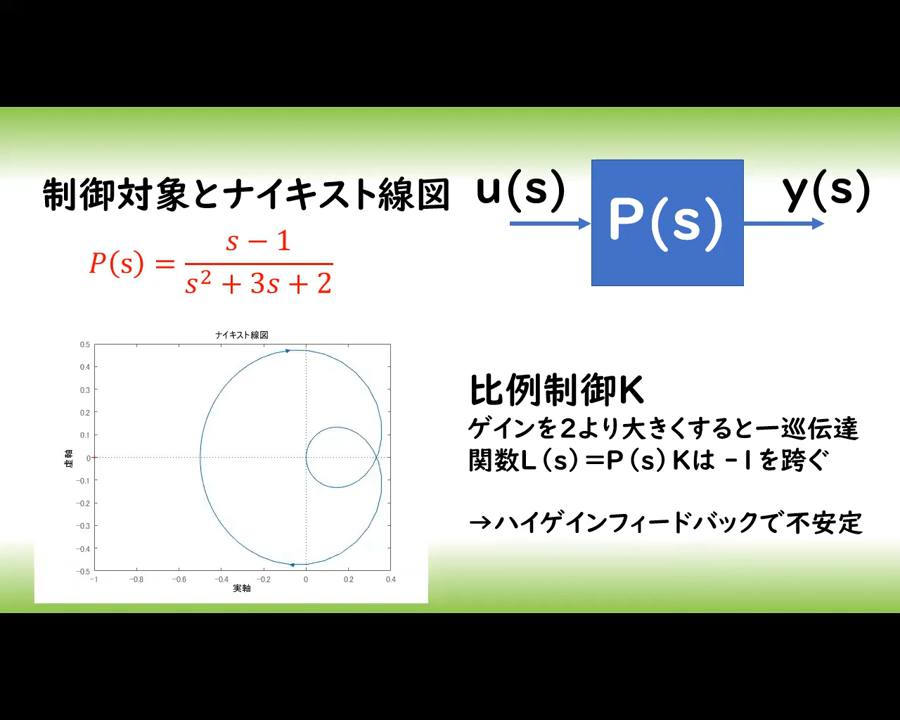 制御対象とナイキスト線図
P(s) = (s − 1) / (s² + 3s + 2)
u(s)
P(s)
y(s)
ナイキスト線図
0.5
0.4
0.3
0.2
0.1
0
-0.1
-0.2
-0.3
-0.4
-0.5
虚軸
-1
-0.8
-0.6
-0.4
-0.2
0
0.2
0.4
実軸
比例制御K
ゲインを2より大きくすると一巡伝達
関数L(s)=P(s)Kは -1を跨ぐ
→ハイゲインフィードバックで不安定